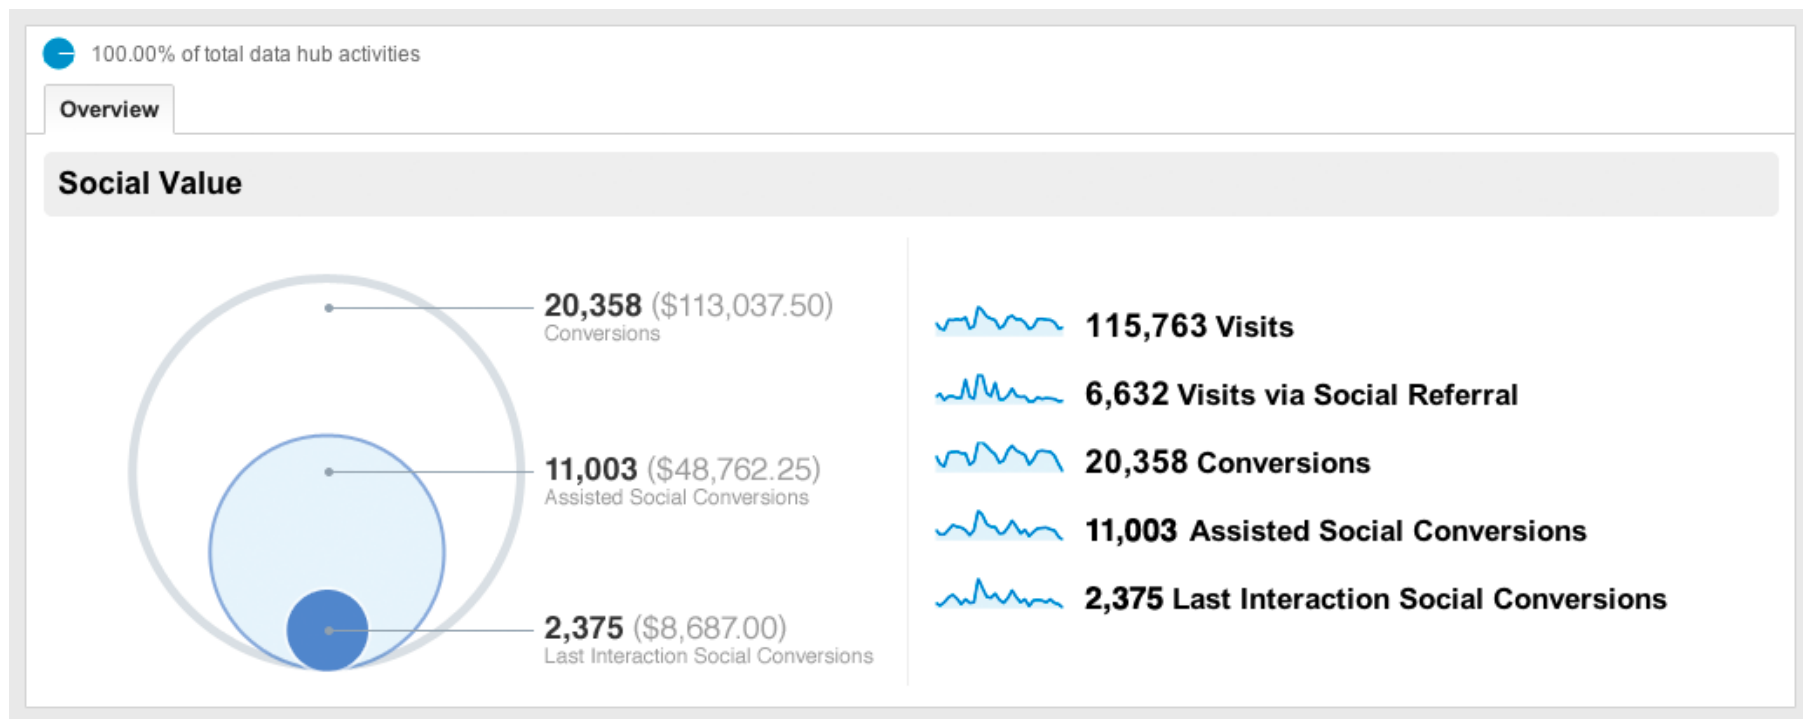 100.00% of total data hub activities
Overview
Social Value
20,358 ($113,037.50)
Conversions
11,003 ($48,762.25)
Assisted Social Conversions
2,375 ($8,687.00)
Last Interaction Social Conversions
115,763 Visits
6,632 Visits via Social Referral
20,358 Conversions
11,003 Assisted Social Conversions
2,375 Last Interaction Social Conversions